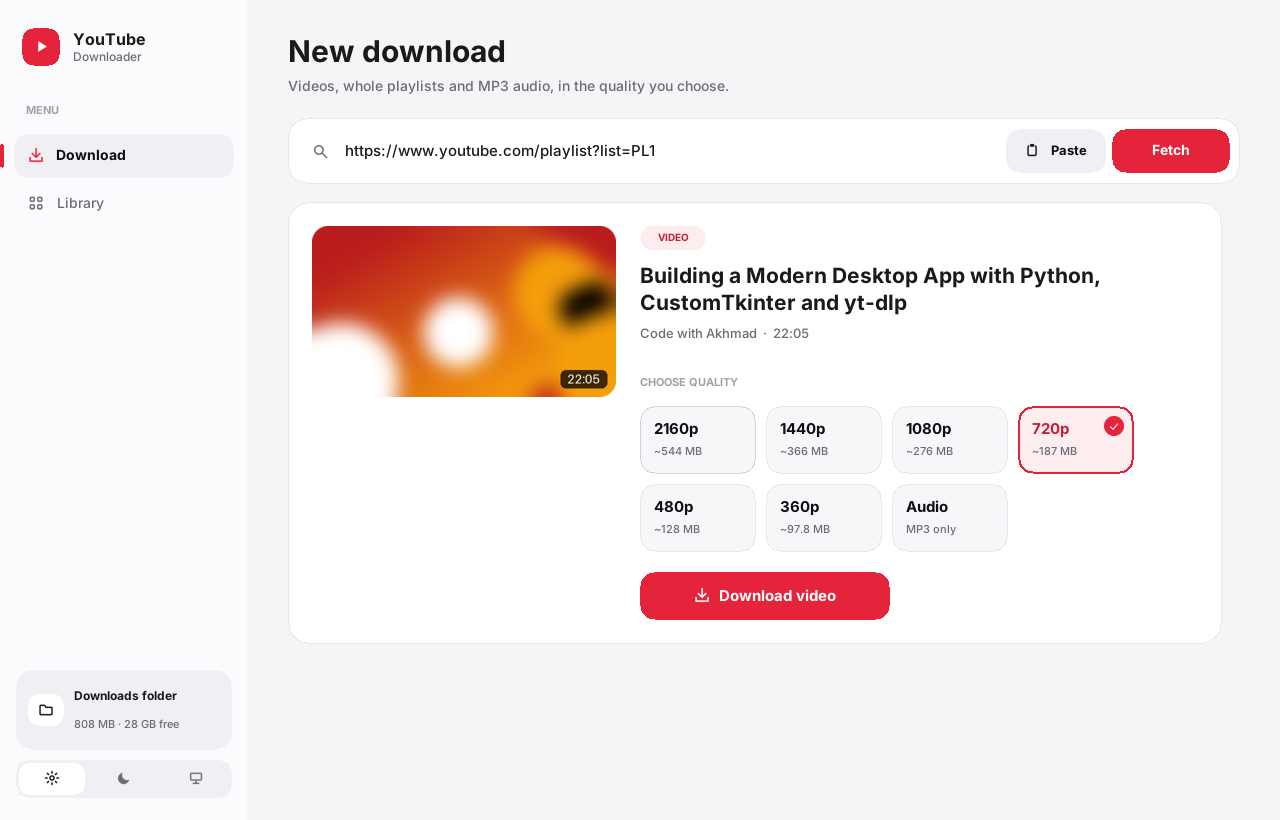 YouTube
Downloader
MENU
Download
Library
Downloads folder
808 MB · 28 GB free
New download
Videos, whole playlists and MP3 audio, in the quality you choose.
https://www.youtube.com/playlist?list=PL1
Paste
Fetch
22:05
VIDEO
Building a Modern Desktop App with Python,
CustomTkinter and yt-dlp
Code with Akhmad · 22:05
CHOOSE QUALITY
2160p
~544 MB
1440p
~366 MB
1080p
~276 MB
720p
~187 MB
480p
~128 MB
360p
~97.8 MB
Audio
MP3 only
Download video